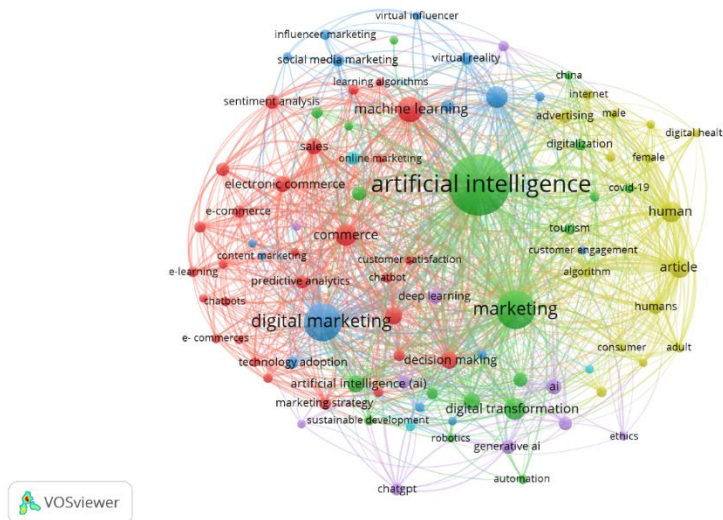 virtual influencer
influencer marketing
social media marketing
virtual reality
china
learning algorithms
internet
sentiment analysis
machine learning
advertising
male
sales
digitalization
digital healt
online marketing
female
electronic commerce
artificial intelligence
covid-19
e-commerce
human
commerce
tourism
content marketing
customer satisfaction
customer engagement
e-learning
predictive analytics
chatbot
algorithm
article
chatbots
deep learning
digital marketing
marketing
humans
e- commerces
technology adoption
decision making
consumer
adult
artificial intelligence (ai)
ai
marketing strategy
digital transformation
sustainable development
robotics
generative ai
ethics
chatgpt
automation
VOSviewer